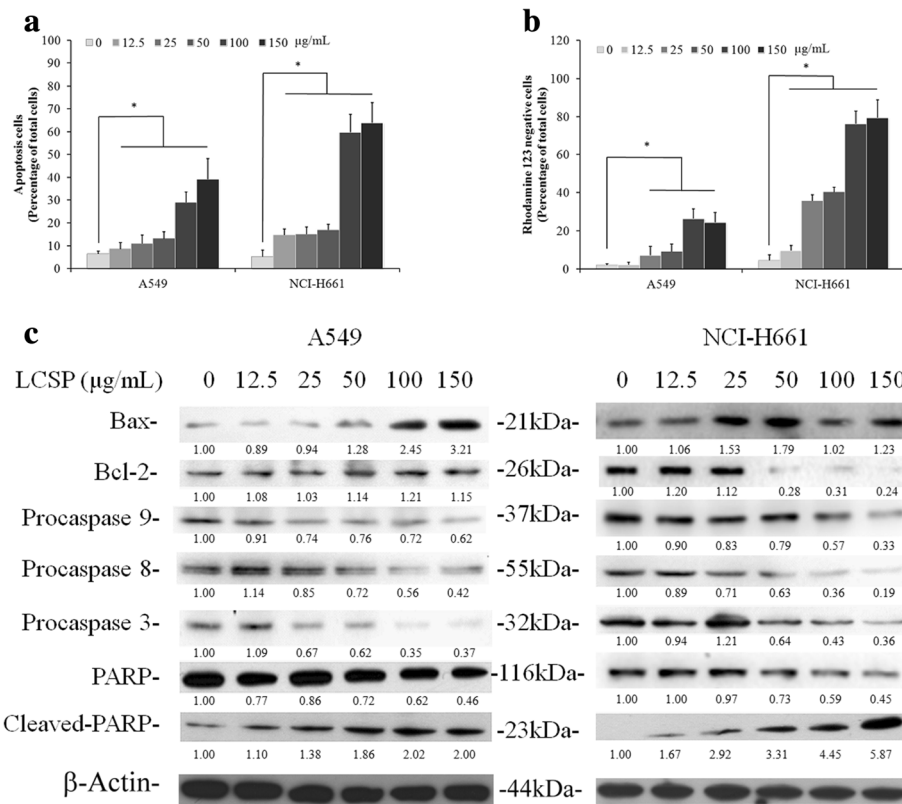 a
100
90
80
70
60
50
40
30
20
10
0
Apoptosis cells
(Percentage of total cells)
0 12.5 25 50 100 150 μg/mL
*
*
A549 NCI-H661
b
120
100
80
60
40
20
0
Rhodamine 123 negative cells
(Percentage of total cells)
0 12.5 25 50 100 150 μg/mL
*
*
A549 NCI-H661
c
A549 NCI-H661
LCSP (μg/mL) 0 12.5 25 50 100 150 0 12.5 25 50 100 150
Bax- -21kDa-
1.00 0.89 0.94 1.28 2.45 3.21 1.00 1.06 1.53 1.79 1.02 1.23
Bcl-2- -26kDa-
1.00 1.08 1.03 1.14 1.21 1.15 1.00 1.20 1.12 0.28 0.31 0.24
Procaspase 9- -37kDa-
1.00 0.91 0.74 0.76 0.72 0.62 1.00 0.90 0.83 0.79 0.57 0.33
Procaspase 8- -55kDa-
1.00 1.14 0.85 0.72 0.56 0.42 1.00 0.89 0.71 0.63 0.36 0.19
Procaspase 3- -32kDa-
1.00 1.09 0.67 0.62 0.35 0.37 1.00 0.94 1.21 0.64 0.43 0.36
PARP- -116kDa-
1.00 0.77 0.86 0.72 0.62 0.46 1.00 1.00 0.97 0.73 0.59 0.45
Cleaved-PARP- -23kDa-
1.00 1.10 1.38 1.86 2.02 2.00 1.00 1.67 2.92 3.31 4.45 5.87
β-Actin- -44kDa-